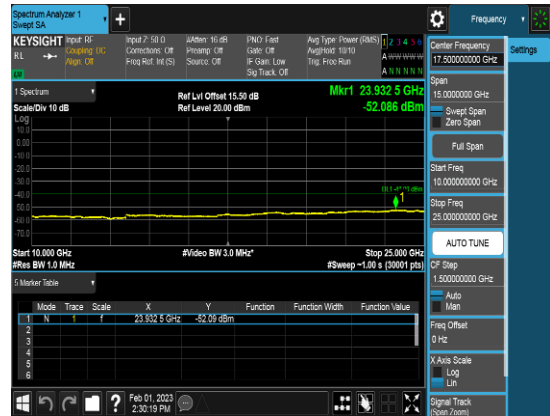 Spectrum Analyzer 1
Swept SA
Frequency
KEYSIGHT
RL
Input: RF
Coupling: DC
Align: Off
Input Z: 50 Ω
Corrections: Off
Freq Ref: Int (S)
#Atten: 16 dB
Preamp: Off
Source: Off
PNO: Fast
Gate: Off
IF Gain: Low
Sig Track: Off
Avg Type: Power (RMS)
Avg|Hold: 10/10
Trig: Free Run
1 2 3 4 5 6
A W W W W W
A N N N N N
1 Spectrum
Scale/Div 10 dB
Ref Lvl Offset 15.50 dB
Ref Level 20.00 dBm
Mkr1 23.932 5 GHz
-52.086 dBm
Log
10.0
0.00
-10.0
-20.0
-30.0
-40.0
-50.0
-60.0
-70.0
1
Start 10.000 GHz
#Res BW 1.0 MHz
#Video BW 3.0 MHz*
Stop 25.000 GHz
#Sweep ~1.00 s (30001 pts)
5 Marker Table
Mode Trace Scale X Y Function Function Width Function Value
1 N 1 f 23.932 5 GHz -52.09 dBm
2
3
4
5
6
Feb 01, 2023
2:30:19 PM
Center Frequency
17.500000000 GHz
Settings
Span
15.0000000 GHz
Swept Span
Zero Span
Full Span
Start Freq
10.000000000 GHz
Stop Freq
25.000000000 GHz
AUTO TUNE
CF Step
1.500000000 GHz
Auto
Man
Freq Offset
0 Hz
X Axis Scale
Log
Lin
Signal Track
(Span Zoom)